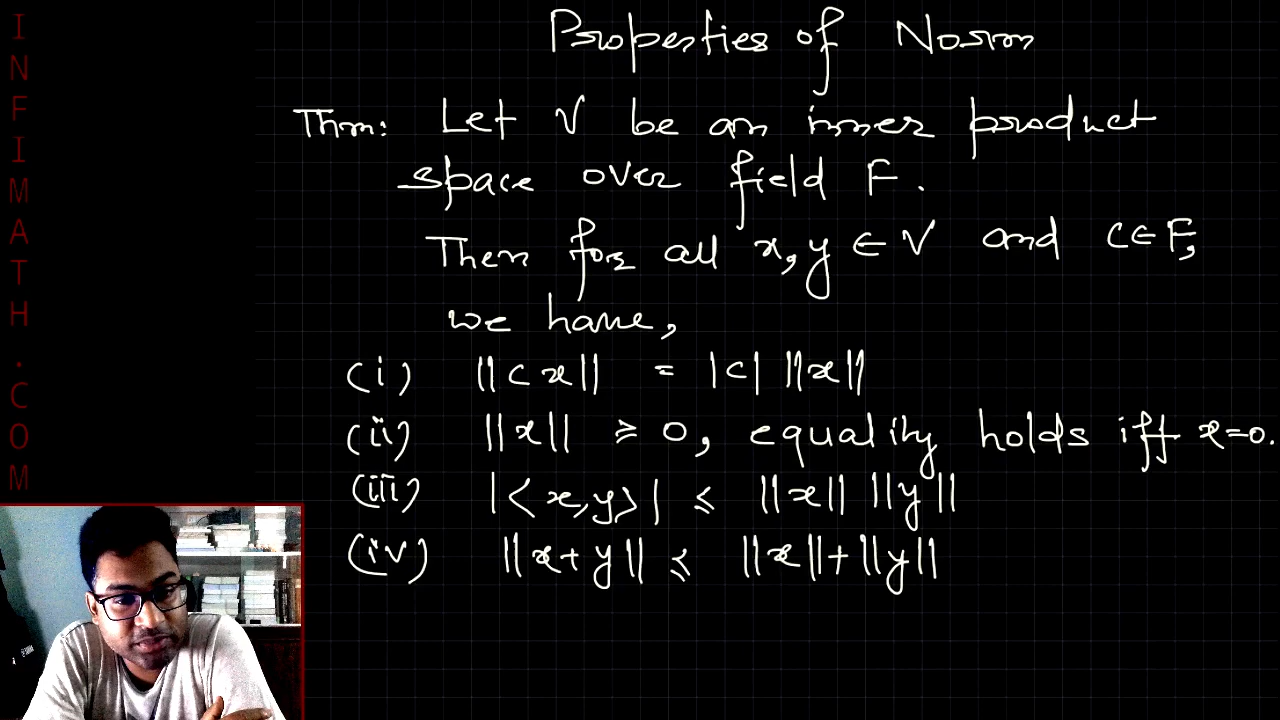 INFIMATH.COM
Properties of Norm
Thm: Let V be an inner product
space over field F.
Then for all x, y ∈ V and c ∈ F,
we have,
(i) ||c x|| = |c| ||x||
(ii) ||x|| ≥ 0, equality holds iff x=0.
(iii) |<x,y>| ≤ ||x|| ||y||
(iv) ||x+y|| ≤ ||x||+||y||